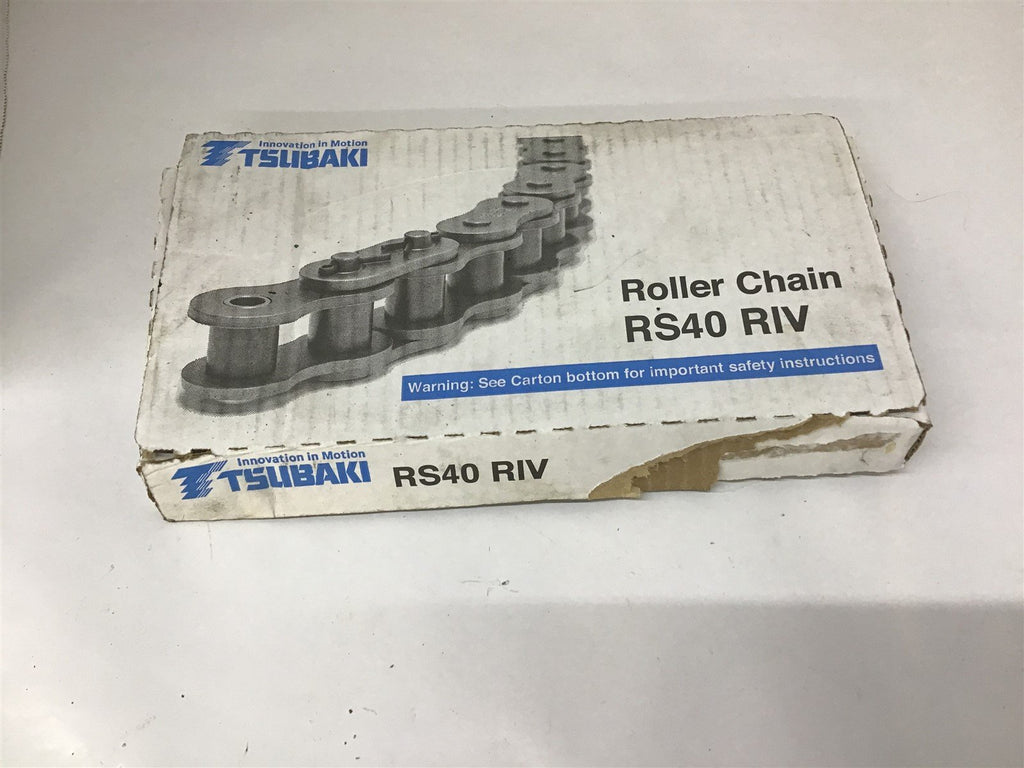 Innovation in Motion
TSUBAKI
Roller Chain
RS40 RIV
Warning: See Carton bottom for important safety instructions
Innovation in Motion
TSUBAKI
RS40 RIV